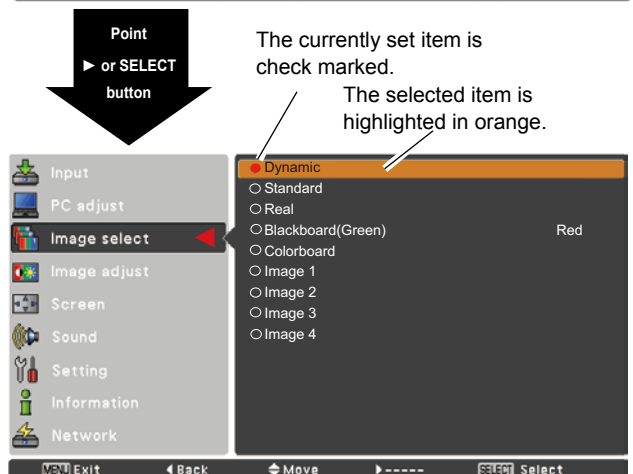 Point
► or SELECT
button
The currently set item is
check marked.
The selected item is
highlighted in orange.
Input
PC adjust
Image select
Image adjust
Screen
Sound
Setting
Information
Network
Dynamic
Standard
Real
Blackboard(Green) Red
Colorboard
Image 1
Image 2
Image 3
Image 4
MENU Exit ◄Back Move ►----- SELECT Select